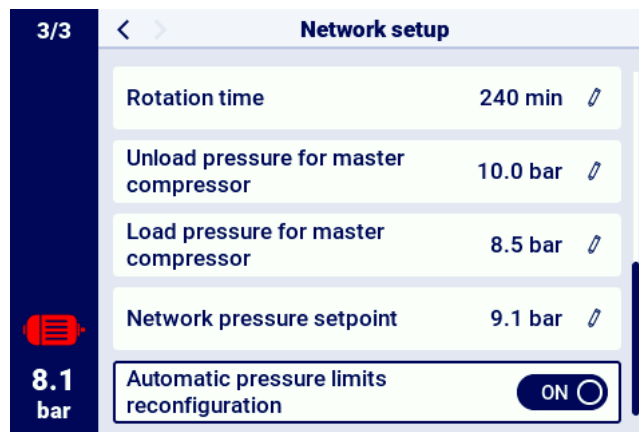 3/3
Network setup
Rotation time 240 min
Unload pressure for master
compressor
10.0 bar
Load pressure for master
compressor
8.5 bar
Network pressure setpoint 9.1 bar
Automatic pressure limits
reconfiguration
ON
8.1
bar